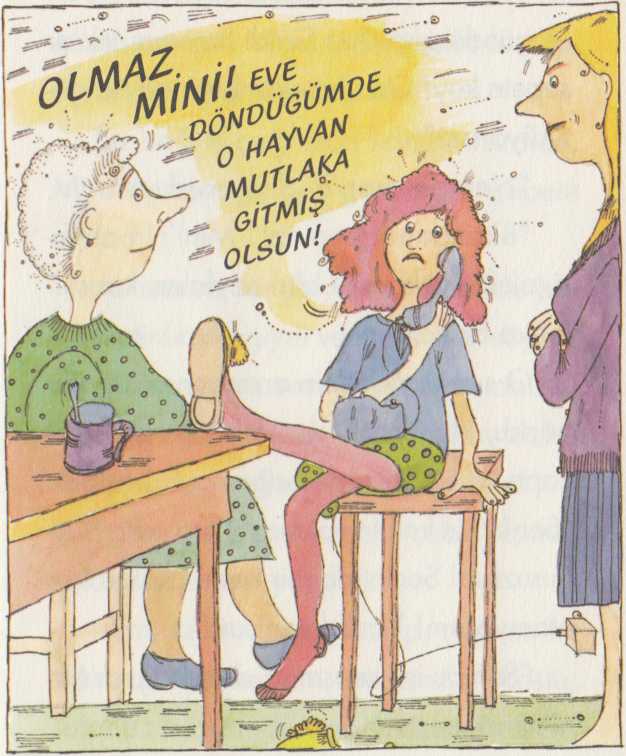 OLMAZ
MİNİ! EVE
DÖNDÜĞÜMDE
O HAYVAN
MUTLAKA
GİTMİŞ
OLSUN!